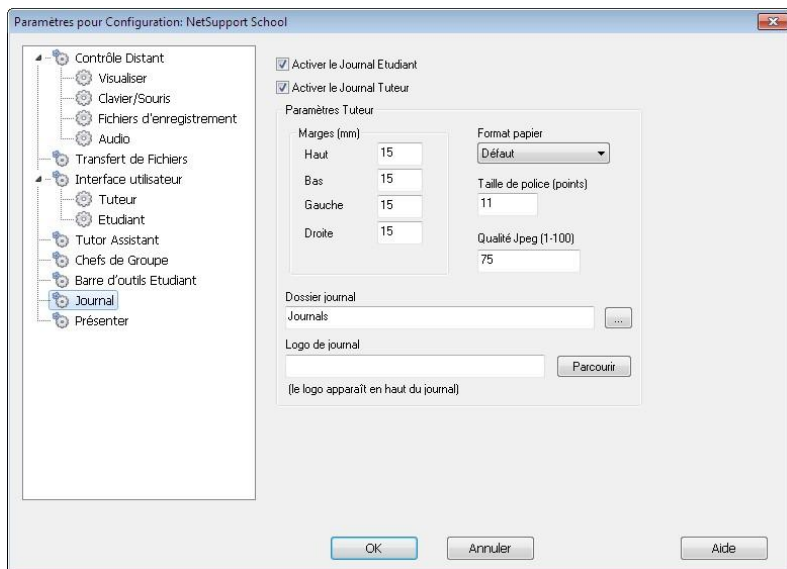 Paramètres pour Configuration: NetSupport School
Contrôle Distant
Visualiser
Clavier/Souris
Fichiers d'enregistrement
Audio
Transfert de Fichiers
Interface utilisateur
Tuteur
Etudiant
Tutor Assistant
Chefs de Groupe
Barre d'outils Etudiant
Journal
Présenter
Activer le Journal Etudiant
Activer le Journal Tuteur
Paramètres Tuteur
Marges (mm)
Haut 15
Bas 15
Gauche 15
Droite 15
Format papier
Défaut
Taille de police (points)
11
Qualité Jpeg (1-100)
75
Dossier journal
Journals ...
Logo de journal
Parcourir
(le logo apparaît en haut du journal)
OK Annuler Aide